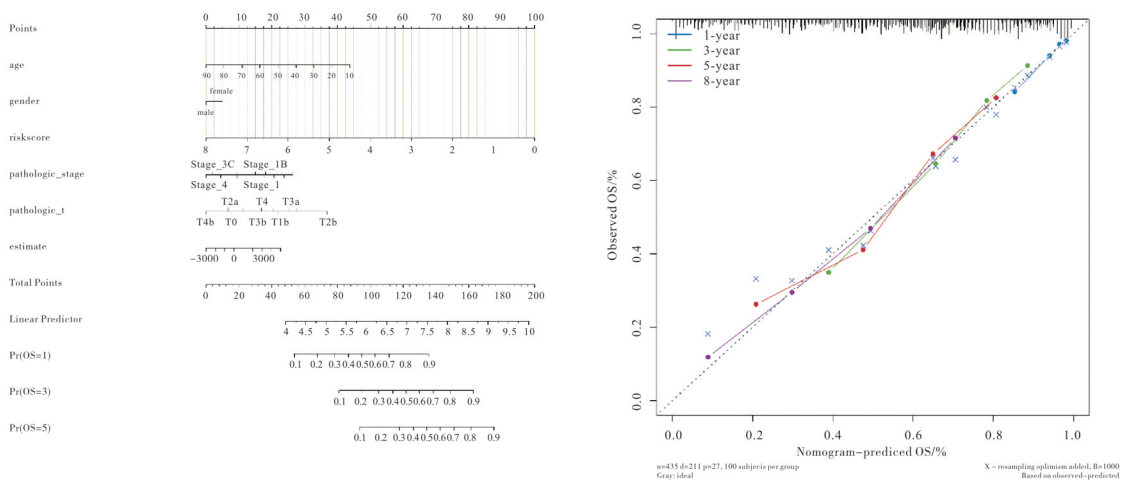 Points
0 10 20 30 40 50 60 70 80 90 100
age
90 80 70 60 50 40 30 20 10
female
gender
male
riskscore
8 7 6 5 4 3 2 1 0
Stage_3C Stage_1B
pathologic_stage
Stage_4 Stage_1
T2a T4 T3a
pathologic_t
T4b T0 T3b T1b T2b
estimate
−3000 0 3000
Total Points
0 20 40 60 80 100 120 140 160 180 200
Linear Predictor
4 4.5 5 5.5 6 6.5 7 7.5 8 8.5 9 9.5 10
Pr(OS=1)
0.1 0.2 0.3 0.4 0.5 0.6 0.7 0.8 0.9
Pr(OS=3)
0.1 0.2 0.3 0.4 0.5 0.6 0.7 0.8 0.9
Pr(OS=5)
0.1 0.2 0.3 0.4 0.5 0.6 0.7 0.8 0.9
1-year
3-year
5-year
8-year
Observed OS/%
1.0
0.8
0.6
0.4
0.2
0.0
0.0 0.2 0.4 0.6 0.8 1.0
Nomogram-prediced OS/%
n=435 d=211 p=27, 100 subjecis per group
Gray: ideal
X − resampling oplimism added, B=1000
Based on observed-predicted